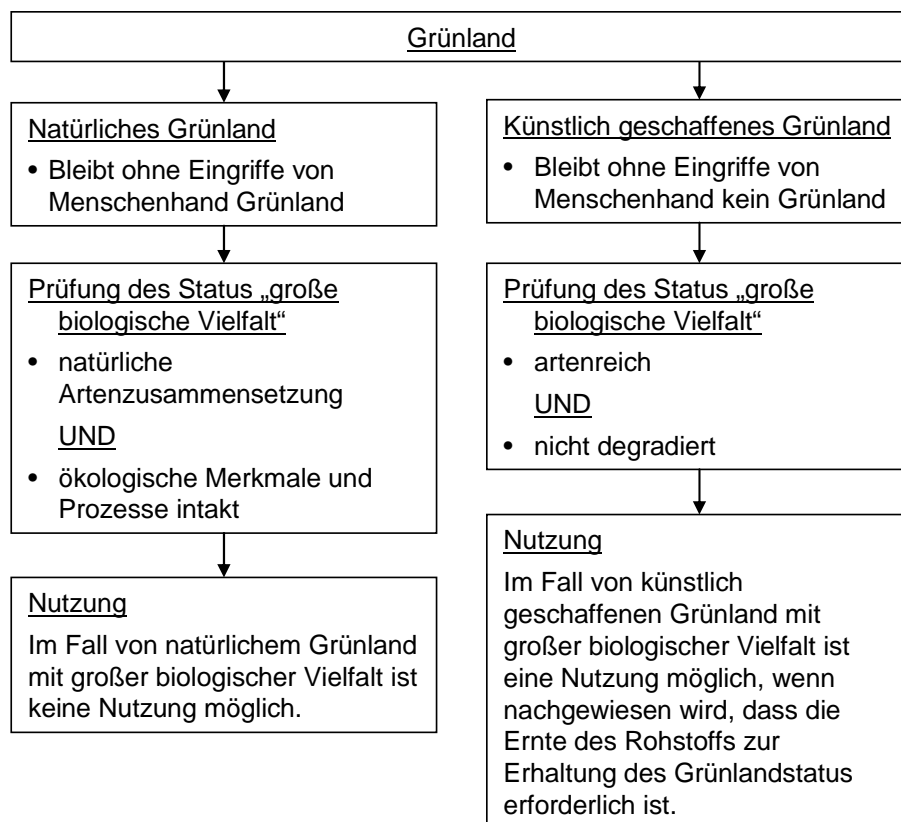 Grünland
Natürliches Grünland
• Bleibt ohne Eingriffe von
Menschenhand Grünland
Prüfung des Status „große
biologische Vielfalt“
• natürliche
Artenzusammensetzung
UND
• ökologische Merkmale und
Prozesse intakt
Nutzung
Im Fall von natürlichem Grünland
mit großer biologischer Vielfalt ist
keine Nutzung möglich.
Künstlich geschaffenes Grünland
• Bleibt ohne Eingriffe von
Menschenhand kein Grünland
Prüfung des Status „große
biologische Vielfalt“
• artenreich
UND
• nicht degradiert
Nutzung
Im Fall von künstlich
geschaffenen Grünland mit
großer biologischer Vielfalt ist
eine Nutzung möglich, wenn
nachgewiesen wird, dass die
Ernte des Rohstoffs zur
Erhaltung des Grünlandstatus
erforderlich ist.